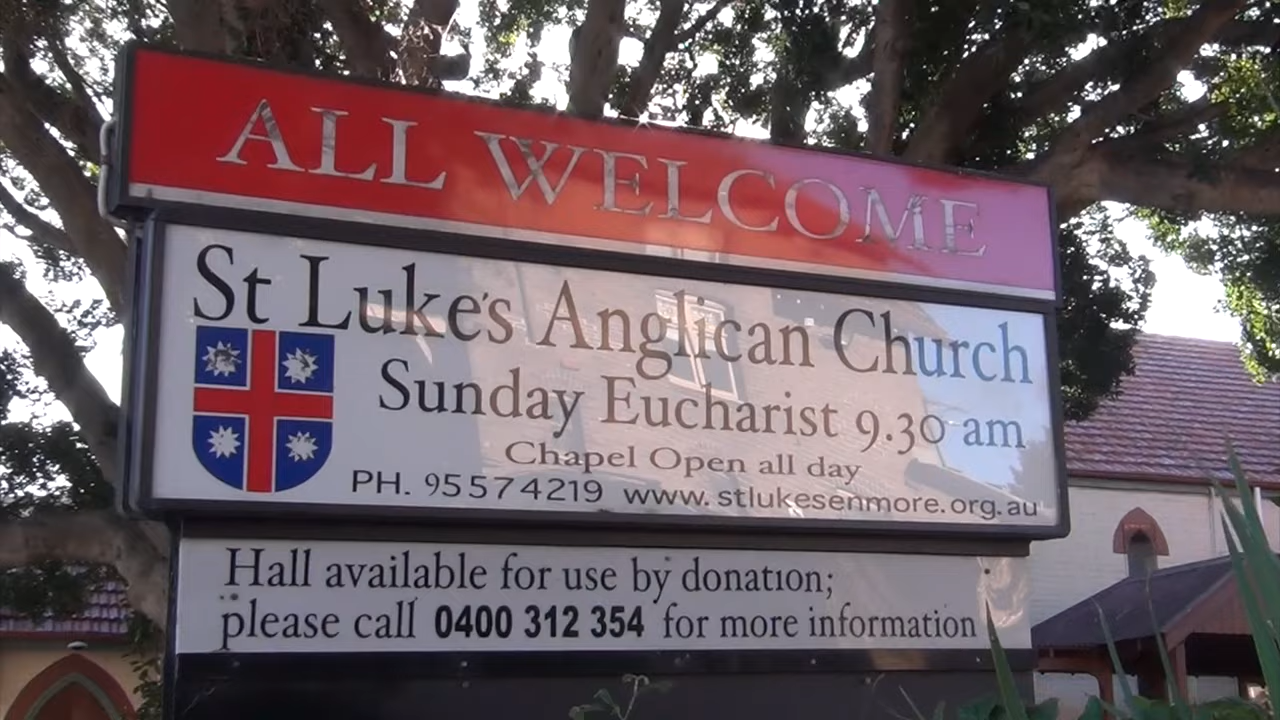 ALL WELCOME
St Luke's Anglican Church
Sunday Eucharist 9.30 am
Chapel Open all day
PH. 95574219 www.stlukesenmore.org.au
Hall available for use by donation;
please call 0400 312 354 for more information